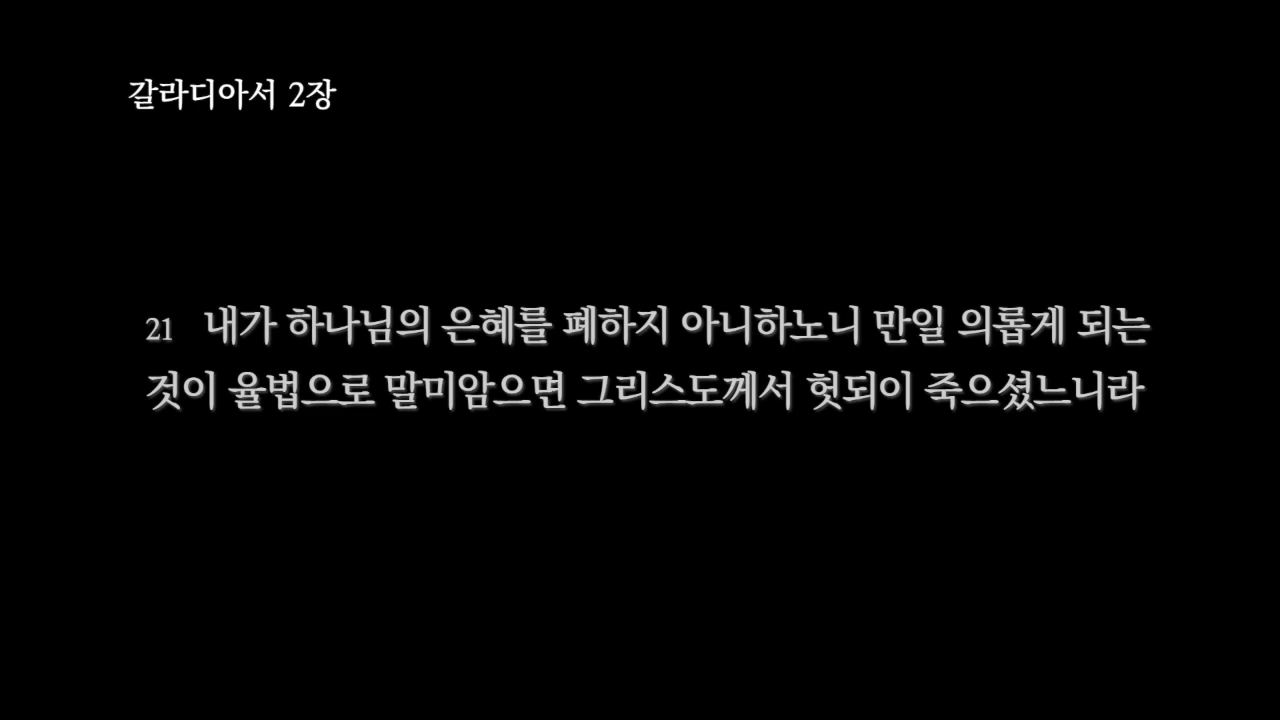 갈라디아서 2장
21 내가 하나님의 은혜를 폐하지 아니하노니 만일 의롭게 되는
것이 율법으로 말미암으면 그리스도께서 헛되이 죽으셨느니라